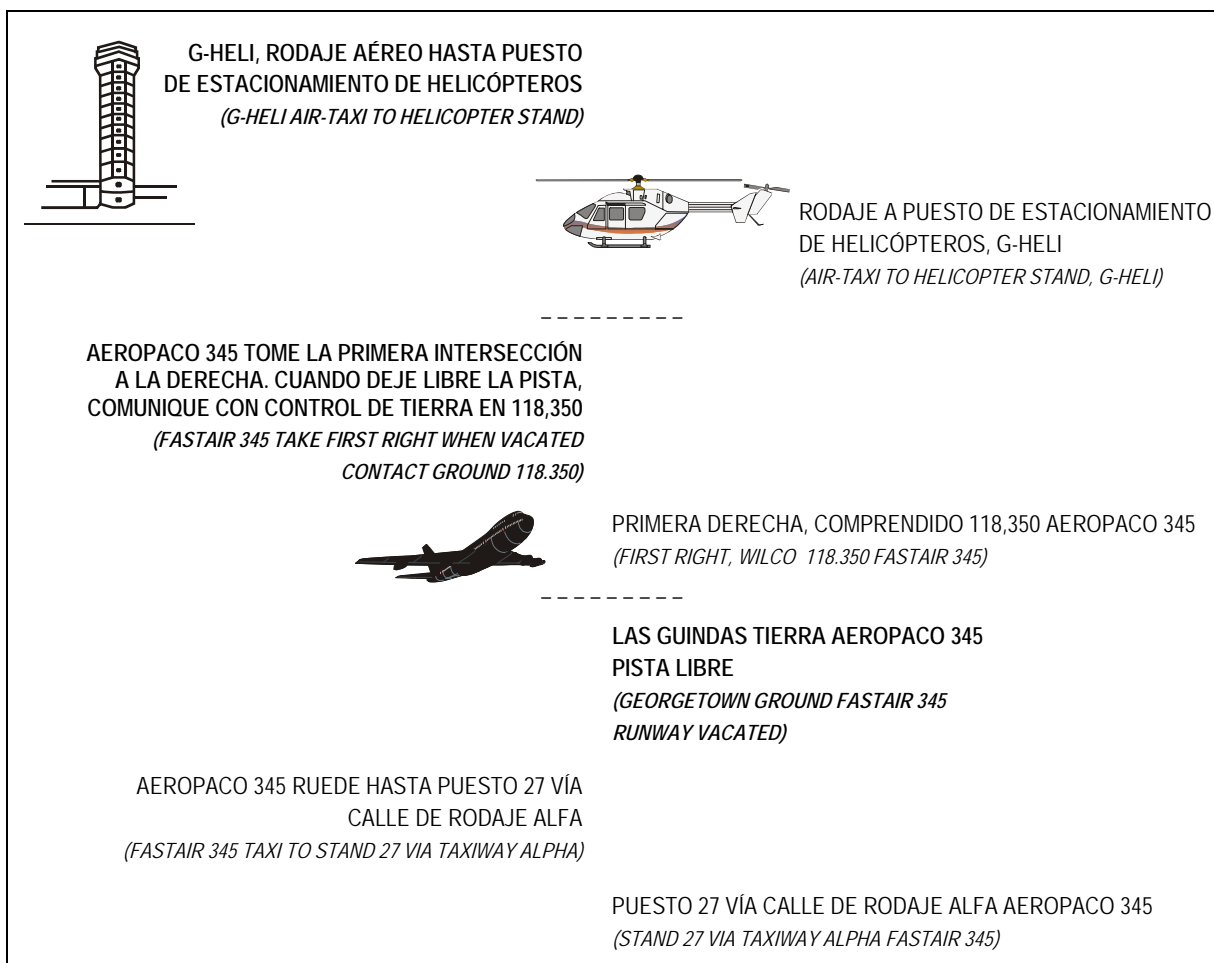 G-HELI, RODAJE AÉREO HASTA PUESTO
DE ESTACIONAMIENTO DE HELICÓPTEROS
(G-HELI AIR-TAXI TO HELICOPTER STAND)
RODAJE A PUESTO DE ESTACIONAMIENTO
DE HELICÓPTEROS, G-HELI
(AIR-TAXI TO HELICOPTER STAND, G-HELI)
– – – – – – – – –
AEROPACO 345 TOME LA PRIMERA INTERSECCIÓN
A LA DERECHA. CUANDO DEJE LIBRE LA PISTA,
COMUNIQUE CON CONTROL DE TIERRA EN 118,350
(FASTAIR 345 TAKE FIRST RIGHT WHEN VACATED
CONTACT GROUND 118.350)
PRIMERA DERECHA, COMPRENDIDO 118,350 AEROPACO 345
(FIRST RIGHT, WILCO 118.350 FASTAIR 345)
– – – – – – – – –
LAS GUINDAS TIERRA AEROPACO 345
PISTA LIBRE
(GEORGETOWN GROUND FASTAIR 345
RUNWAY VACATED)
AEROPACO 345 RUEDE HASTA PUESTO 27 VÍA
CALLE DE RODAJE ALFA
(FASTAIR 345 TAXI TO STAND 27 VIA TAXIWAY ALPHA)
PUESTO 27 VÍA CALLE DE RODAJE ALFA AEROPACO 345
(STAND 27 VIA TAXIWAY ALPHA FASTAIR 345)